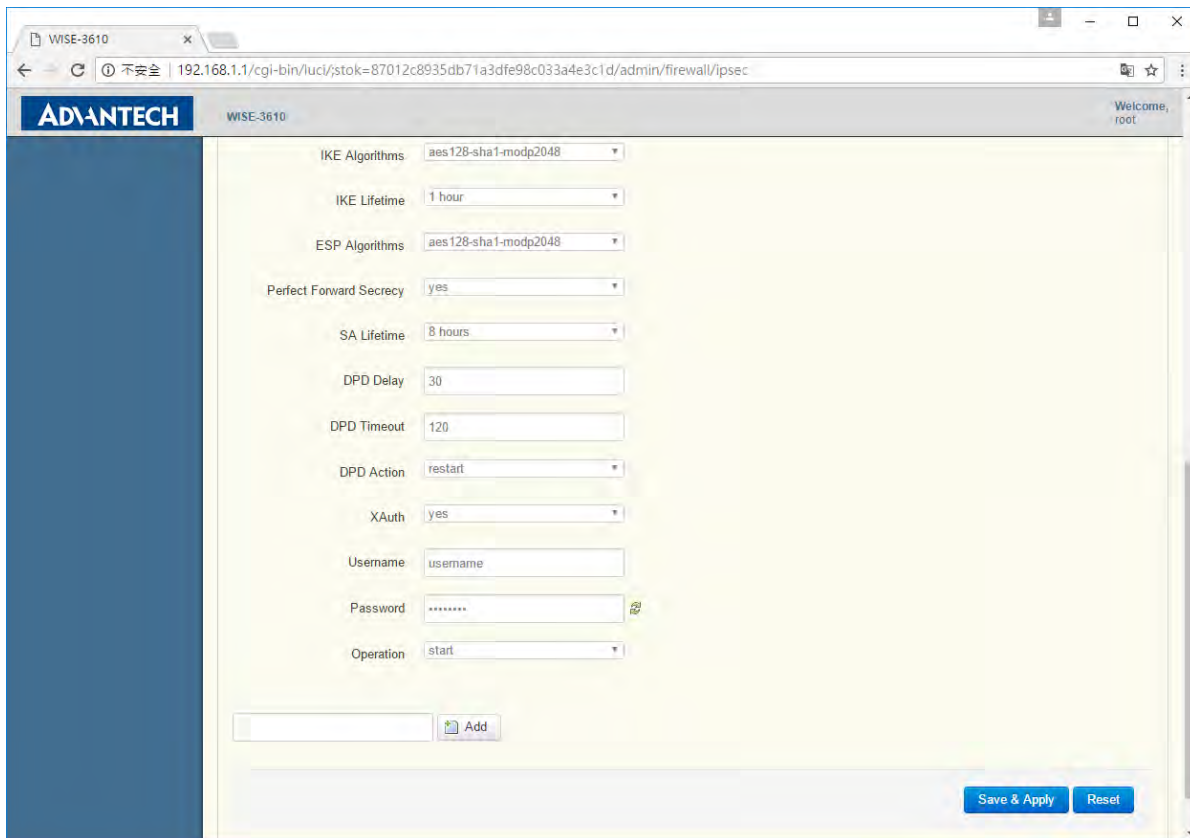 WISE-3610
不安全 | 192.168.1.1/cgi-bin/luci/;stok=87012c8935db71a3dfe98c033a4e3c1d/admin/firewall/ipsec
ADVANTECH WISE-3610 Welcome,
root
IKE Algorithms aes128-sha1-modp2048
IKE Lifetime 1 hour
ESP Algorithms aes128-sha1-modp2048
Perfect Forward Secrecy yes
SA Lifetime 8 hours
DPD Delay 30
DPD Timeout 120
DPD Action restart
XAuth yes
Username username
Password ••••••••
Operation start
Add
Save & Apply Reset